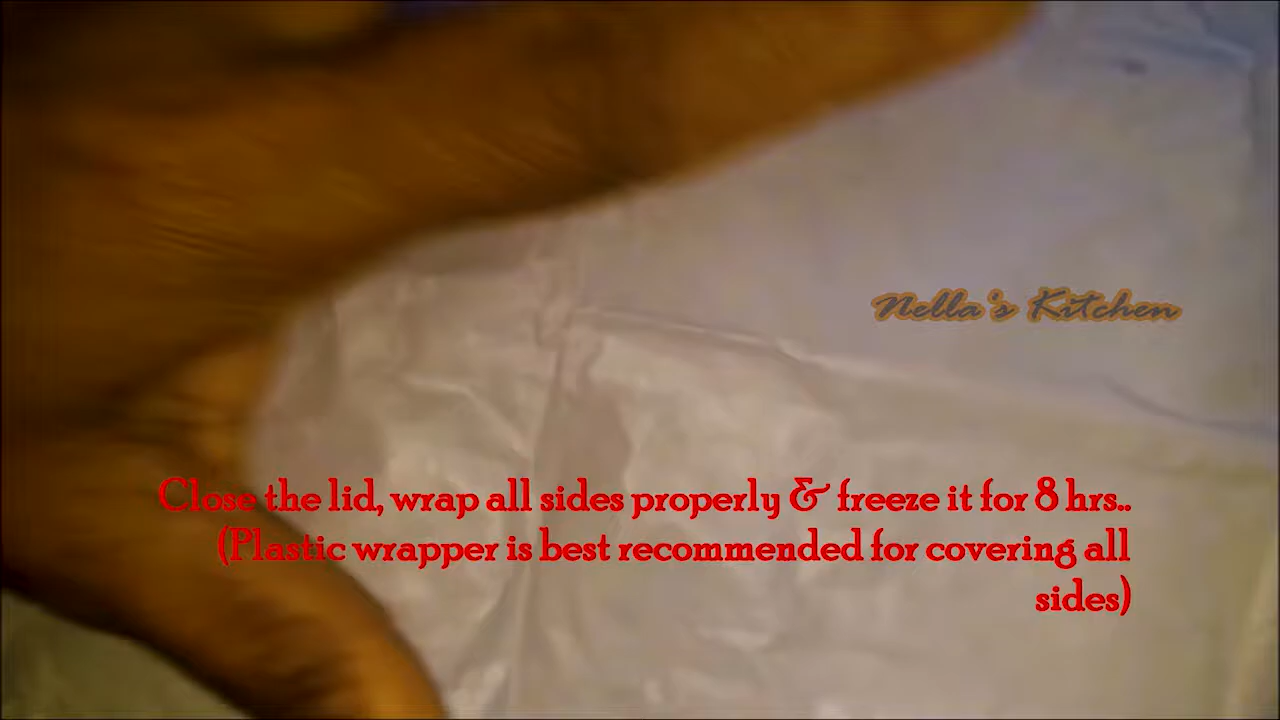 Nella's Kitchen
Close the lid, wrap all sides properly & freeze it for 8 hrs..
(Plastic wrapper is best recommended for covering all
sides)